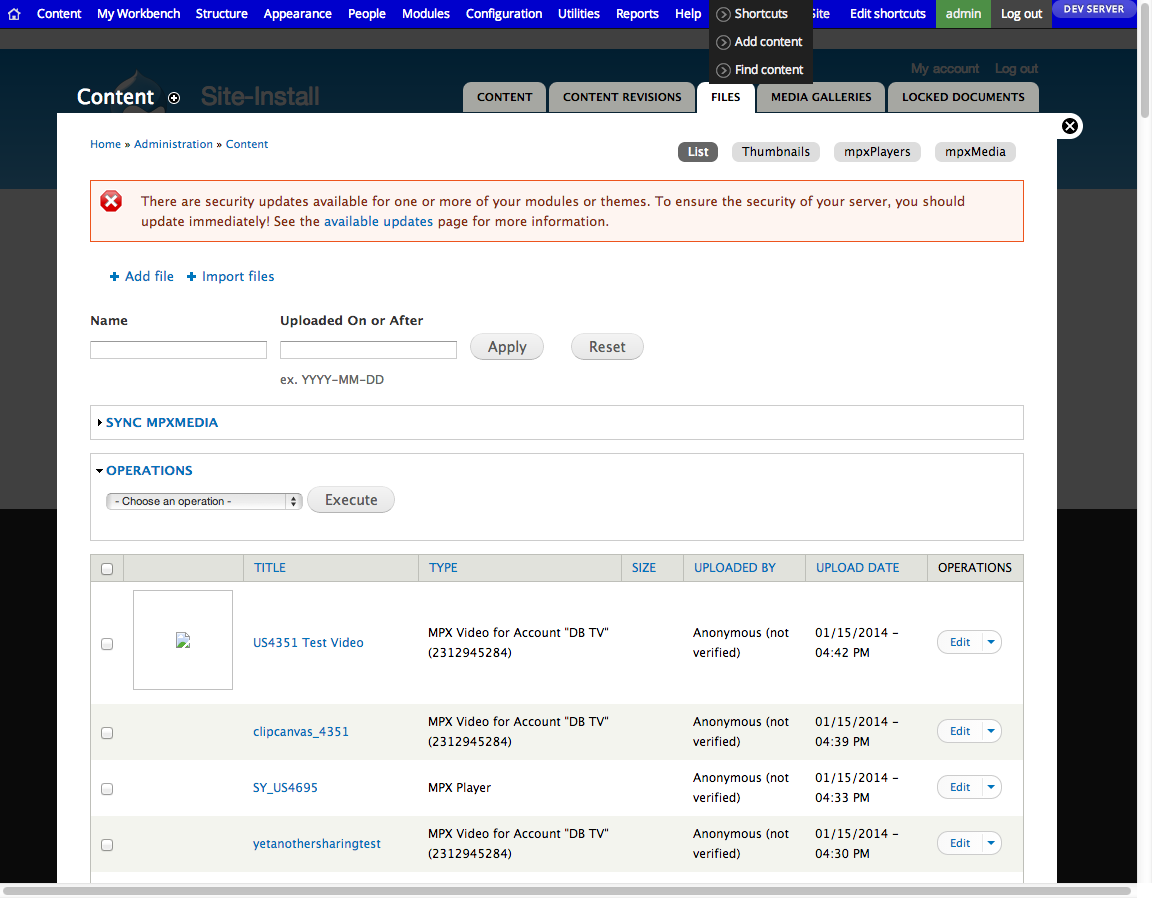 Content My Workbench Structure Appearance People Modules Configuration Utilities Reports Help Shortcuts Site Edit shortcuts admin Log out DEV SERVER
Add content
Find content
My account Log out
Content Site-Install
CONTENT CONTENT REVISIONS FILES MEDIA GALLERIES LOCKED DOCUMENTS
Home » Administration » Content
List Thumbnails mpxPlayers mpxMedia
There are security updates available for one or more of your modules or themes. To ensure the security of your server, you should
update immediately! See the available updates page for more information.
Add file Import files
Name Uploaded On or After
Apply Reset
ex. YYYY-MM-DD
SYNC MPXMEDIA
OPERATIONS
- Choose an operation - Execute
TITLE TYPE SIZE UPLOADED BY UPLOAD DATE OPERATIONS
US4351 Test Video MPX Video for Account "DB TV" (2312945284) Anonymous (not verified) 01/15/2014 - 04:42 PM Edit
clipcanvas_4351 MPX Video for Account "DB TV" (2312945284) Anonymous (not verified) 01/15/2014 - 04:39 PM Edit
SY_US4695 MPX Player Anonymous (not verified) 01/15/2014 - 04:33 PM Edit
yetanothersharingtest MPX Video for Account "DB TV" (2312945284) Anonymous (not verified) 01/15/2014 - 04:30 PM Edit